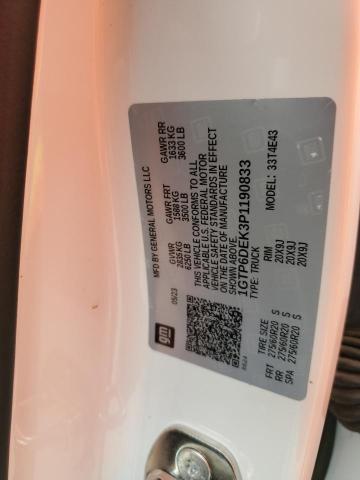 MFD BY GENERAL MOTORS LLC
05/23
GVWR
2835 KG
6250 LB
GAWR FRT
1588 KG
3500 LB
GAWR RR
1633 KG
3600 LB
THIS VEHICLE CONFORMS TO ALL
APPLICABLE U.S. FEDERAL MOTOR
VEHICLE SAFETY STANDARDS IN EFFECT
ON THE DATE OF MANUFACTURE
SHOWN ABOVE.
1GTP6DEK3P1190833
TYPE: TRUCK
33T4E43
gm
TIRE SIZE RIM
FRT 275/60R20 S 20X9J
RR 275/60R20 S 20X9J
SPA 275/60R20 S 20X9J